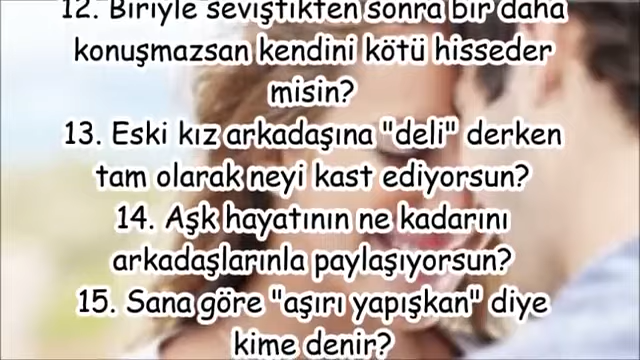 12. Biriyle seviştikten sonra bir daha
konuşmazsan kendini kötü hisseder
misin?
13. Eski kız arkadaşına "deli" derken
tam olarak neyi kast ediyorsun?
14. Aşk hayatının ne kadarını
arkadaşlarınla paylaşıyorsun?
15. Sana göre "aşırı yapışkan" diye
kime denir?